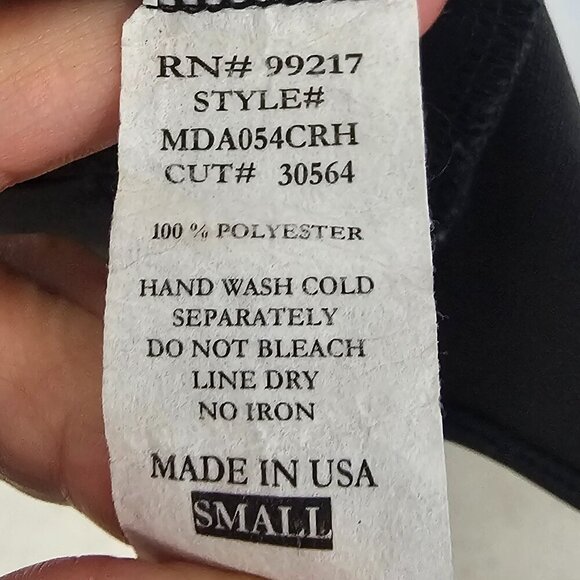 RN# 99217
STYLE#
MDA054CRH
CUT# 30564
100 % POLYESTER
HAND WASH COLD
SEPARATELY
DO NOT BLEACH
LINE DRY
NO IRON
MADE IN USA
SMALL